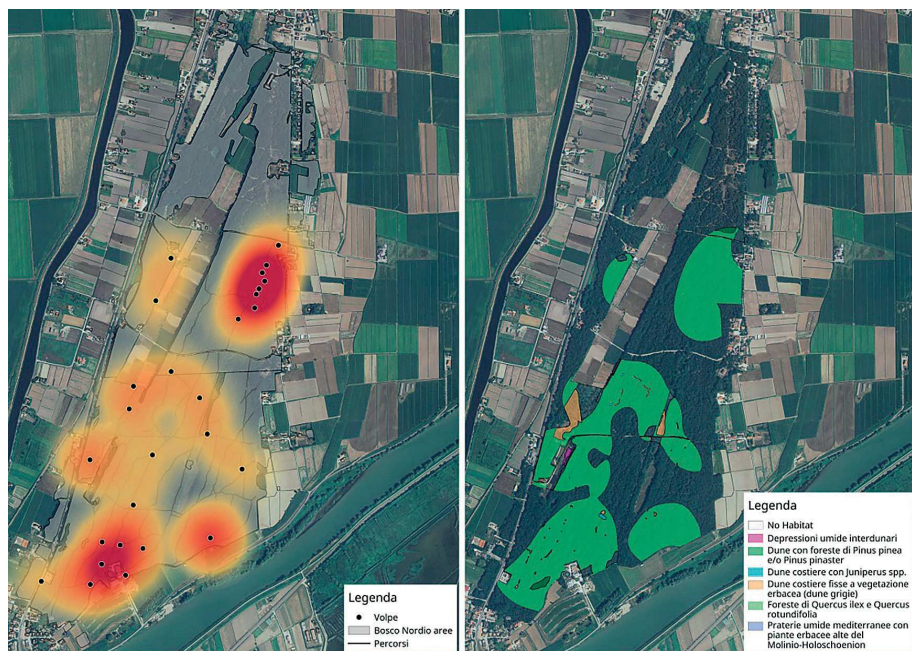 Legenda
Volpe
Bosco Nordio aree
Percorsi
Legenda
No Habitat
Depressioni umide interdunari
Dune con foreste di Pinus pinea
e/o Pinus pinaster
Dune costiere con Juniperus spp.
Dune costiere fisse a vegetazione
erbacea (dune grigie)
Foreste di Quercus ilex e Quercus
rotundifolia
Praterie umide mediterranee con
piante erbacee alte del
Molinio-Holoschoenion